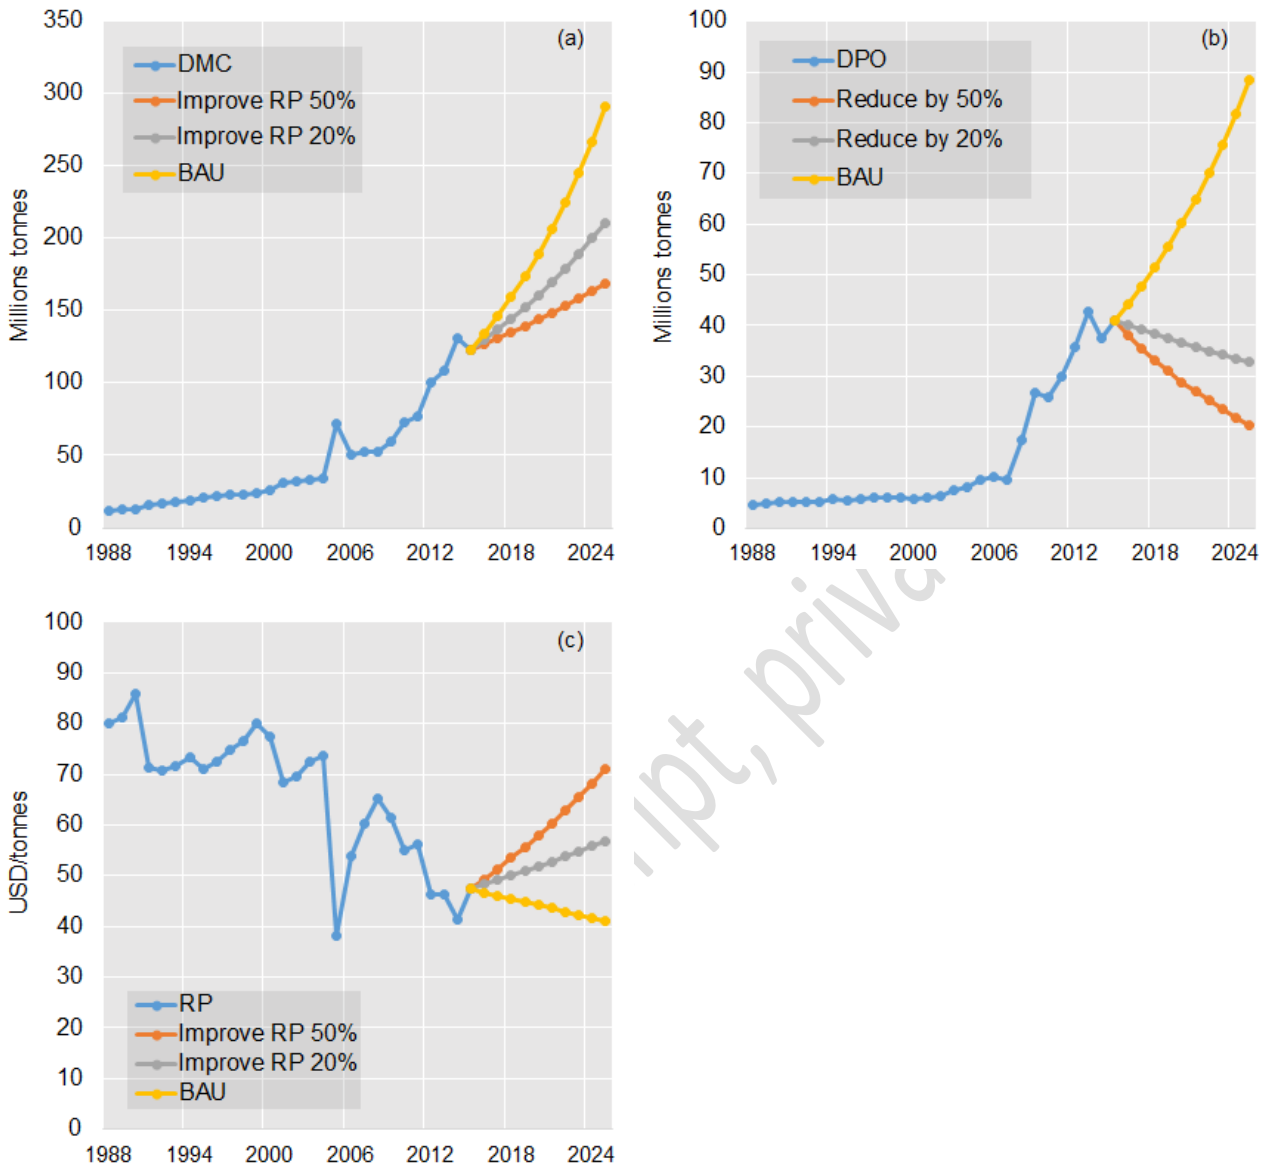 350
300
250
200
150
100
50
0
Millions tonnes
(a)
DMC
Improve RP 50%
Improve RP 20%
BAU
1988 1994 2000 2006 2012 2018 2024
100
90
80
70
60
50
40
30
20
10
0
Millions tonnes
(b)
DPO
Reduce by 50%
Reduce by 20%
BAU
1988 1994 2000 2006 2012 2018 2024
100
90
80
70
60
50
40
30
20
10
0
USD/tonnes
(c)
RP
Improve RP 50%
Improve RP 20%
BAU
1988 1994 2000 2006 2012 2018 2024